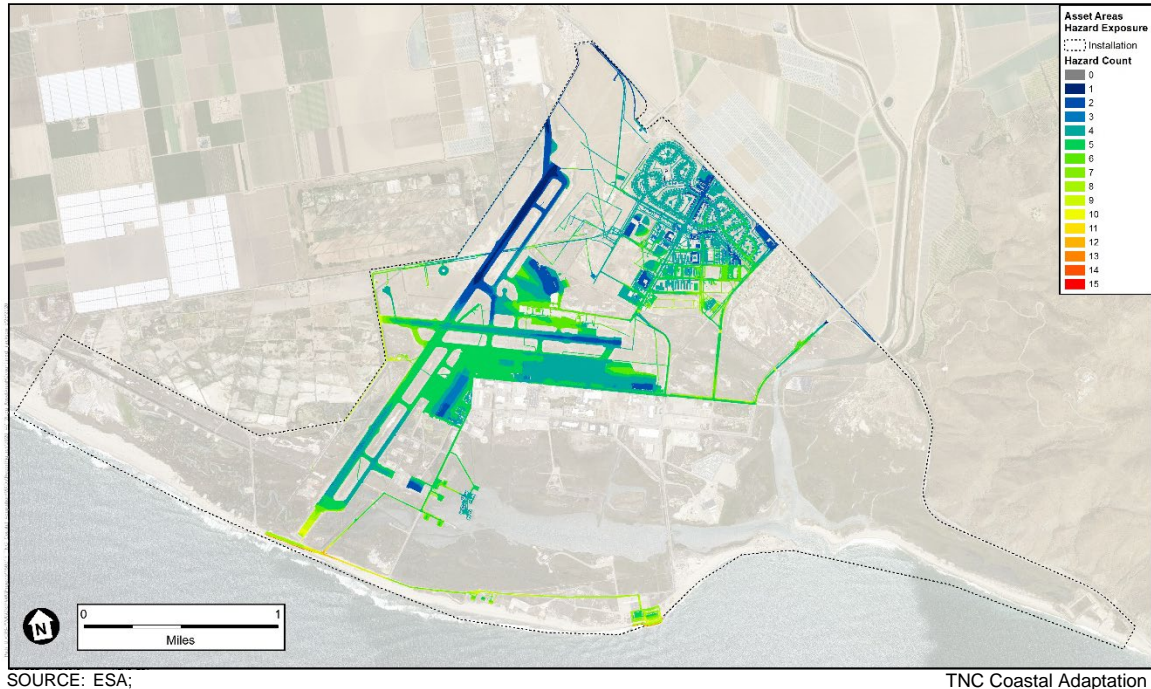 Asset Areas
Hazard Exposure
Installation
Hazard Count
0
1
2
3
4
5
6
7
8
9
10
11
12
13
14
15
N
0 1
Miles
SOURCE: ESA;
TNC Coastal Adaptation